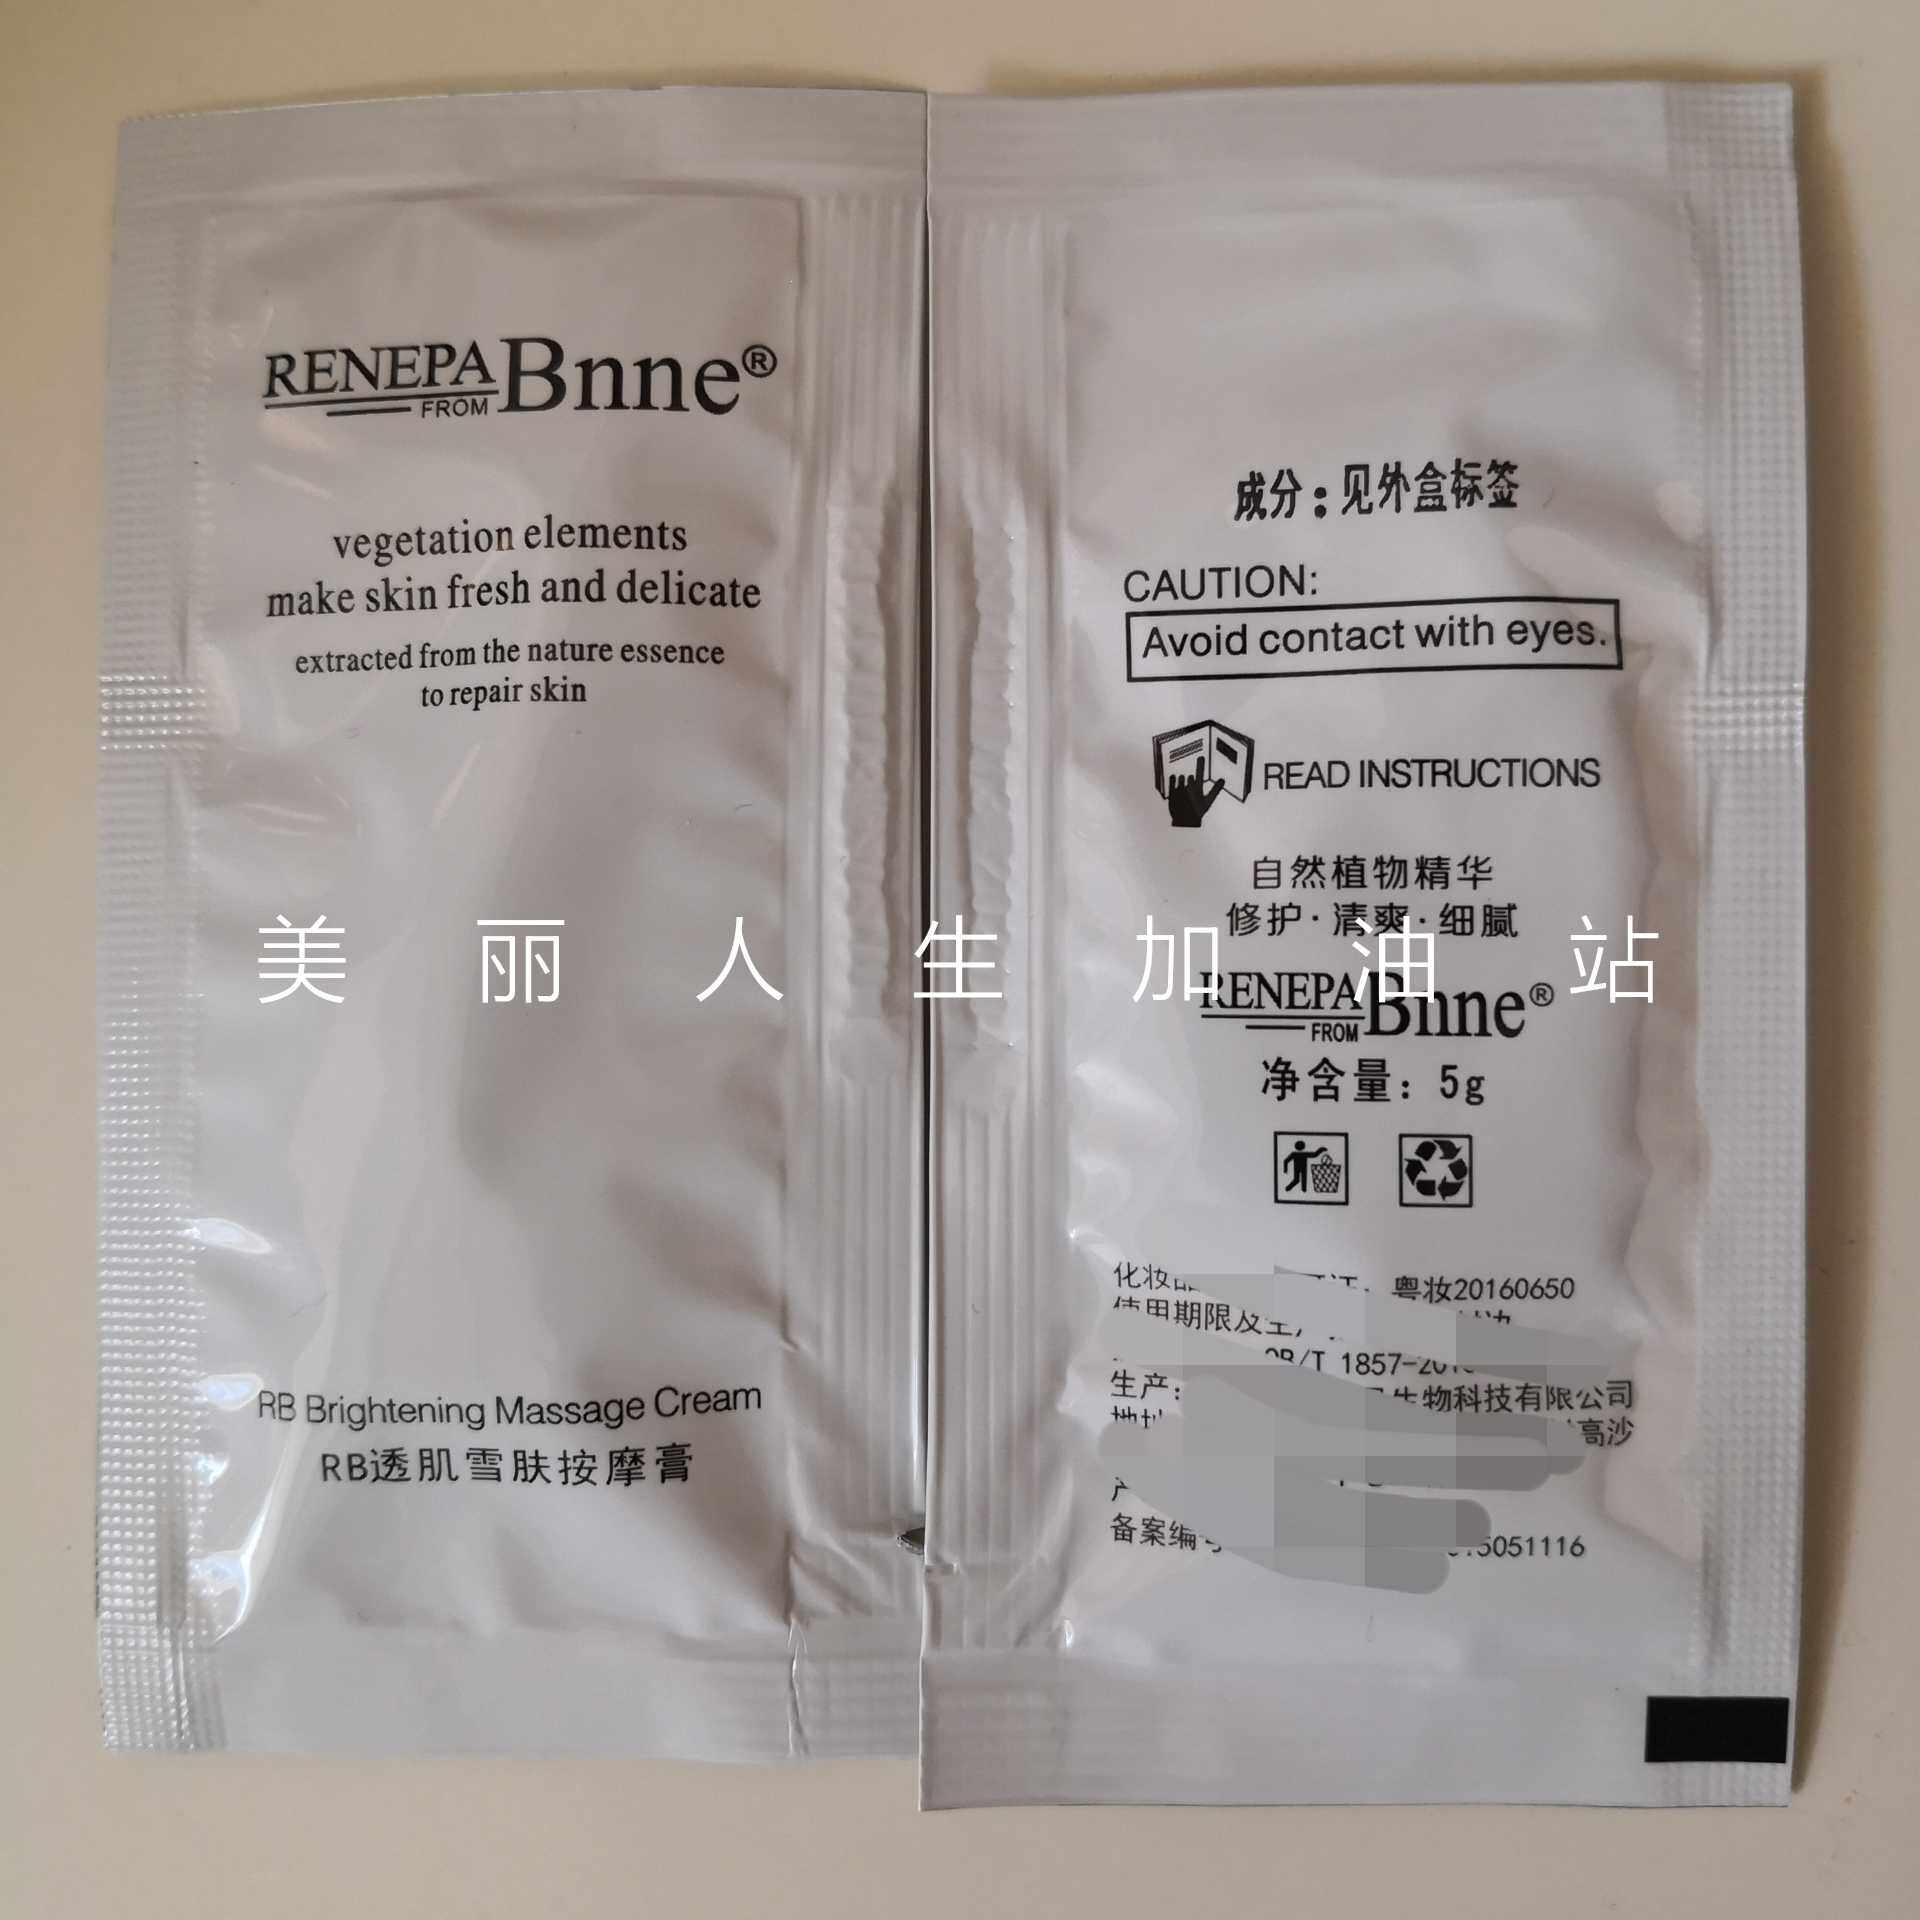 RENEPA FROM Bnne®
vegetation elements
make skin fresh and delicate
extracted from the nature essence
to repair skin
RB Brightening Massage Cream
RB透肌雪肤按摩膏
成分：见外盒标签
CAUTION:
Avoid contact with eyes.
READ INSTRUCTIONS
自然植物精华
修护·清爽·细腻
RENEPA FROM Bnne®
净含量：5g
化妆 粤妆20160650
使用期限及生
/T 1857-
生产： 生物科技有限公司
高沙
备案编号 5051116
美丽人生加油站